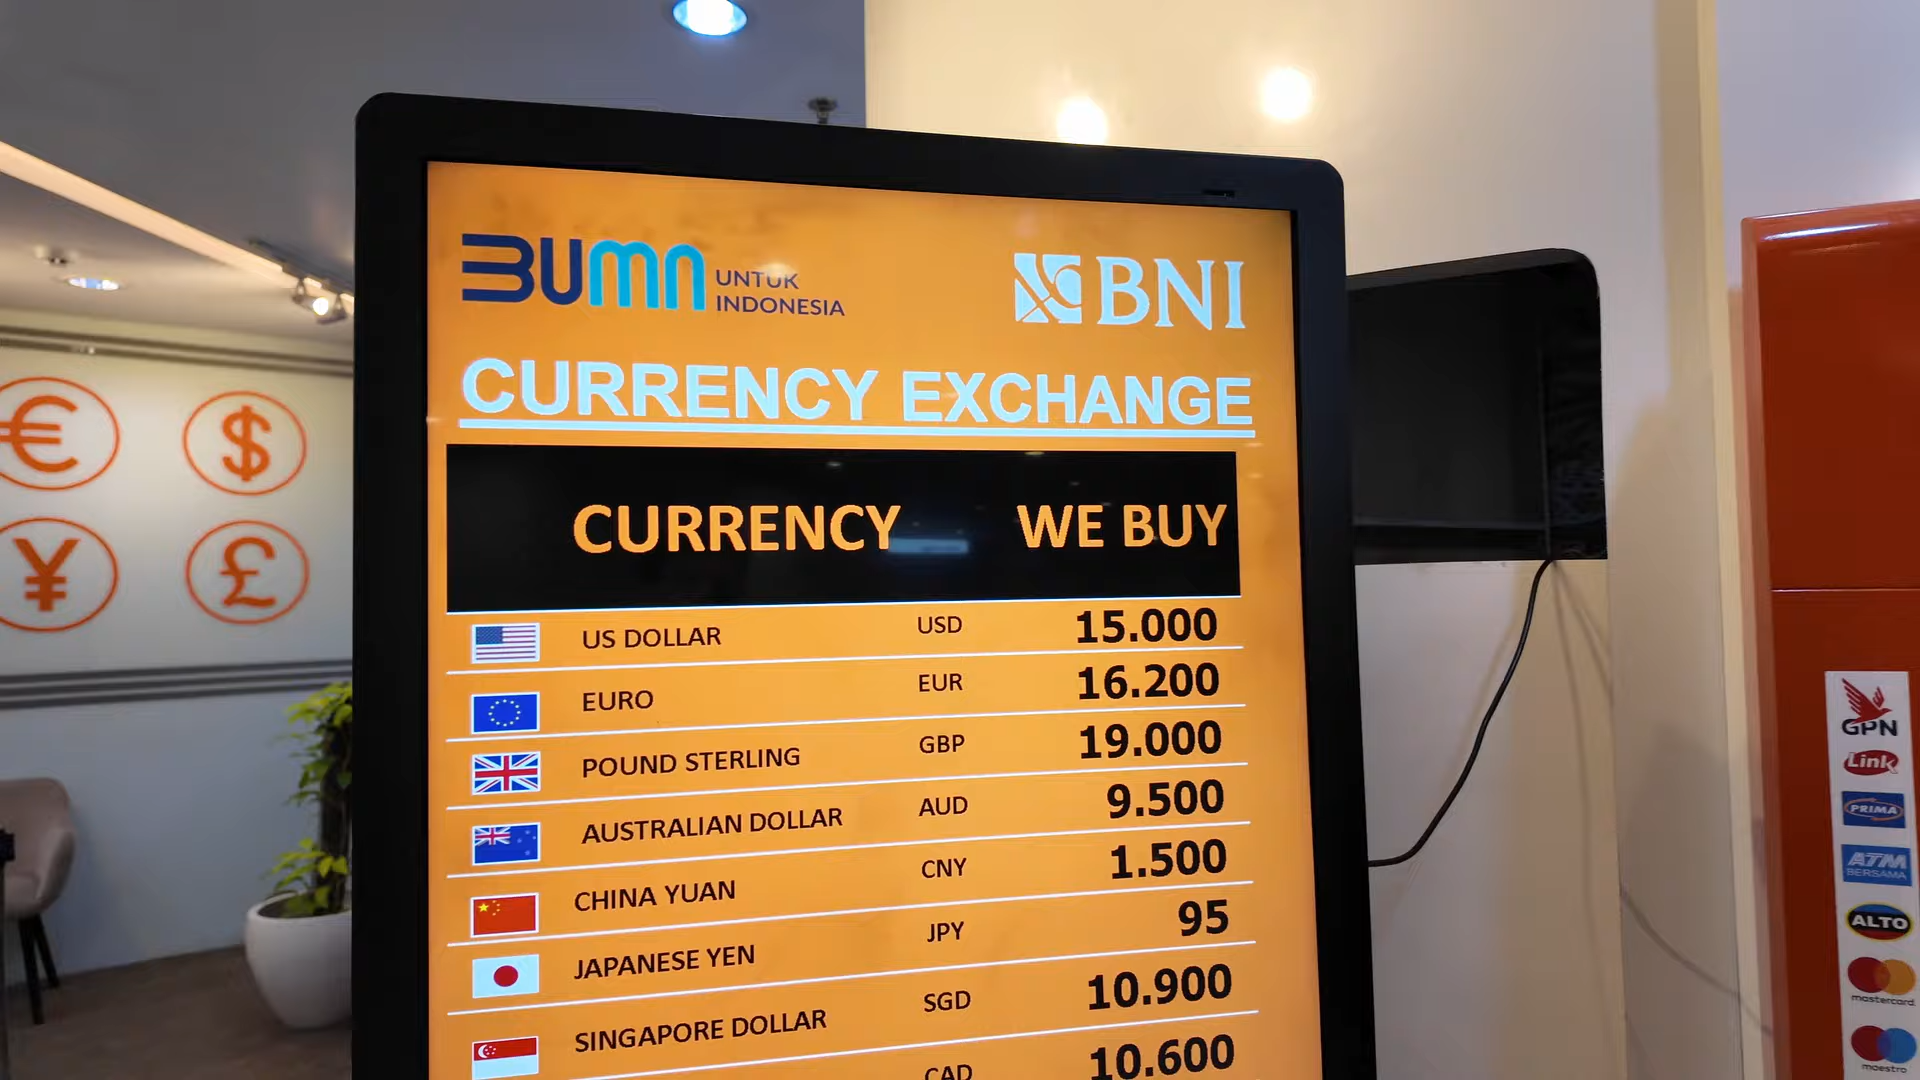 BUMN UNTUK INDONESIA
BNI
CURRENCY EXCHANGE
CURRENCY WE BUY
US DOLLAR USD 15.000
EURO EUR 16.200
POUND STERLING GBP 19.000
AUSTRALIAN DOLLAR AUD 9.500
CHINA YUAN CNY 1.500
JAPANESE YEN JPY 95
SINGAPORE DOLLAR SGD 10.900
CAD 10.600
€ $
¥ £
GPN
Link
PRIMA
ATM BERSAMA
ALTO
mastercard
maestro